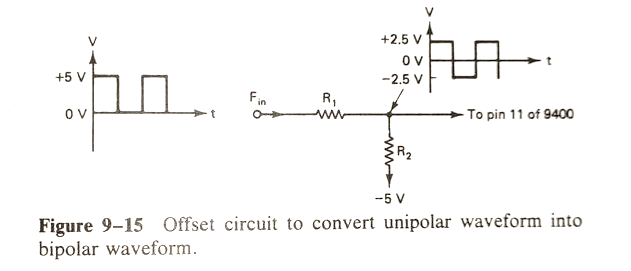 V
+5 V
0 V
t
V
+2.5 V
0 V
−2.5 V
t
Fin
R1
To pin 11 of 9400
R2
−5 V
Figure 9–15 Offset circuit to convert unipolar waveform into
bipolar waveform.